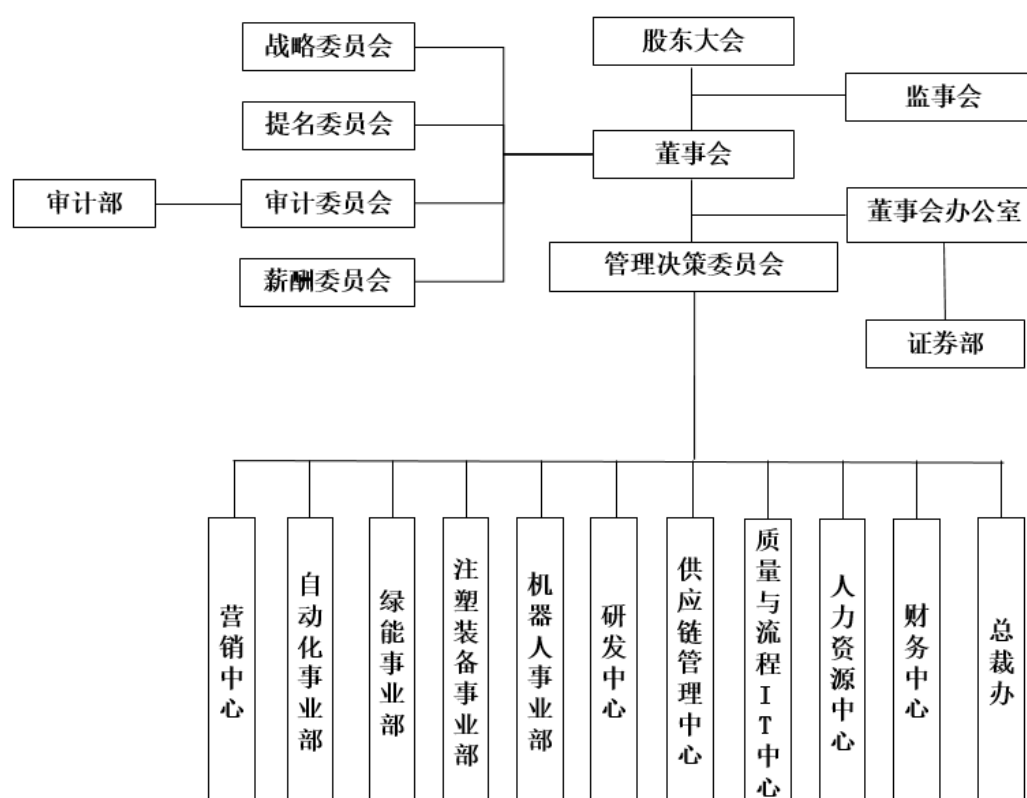 战略委员会
股东大会
监事会
提名委员会
董事会
审计部
审计委员会
董事会办公室
管理决策委员会
薪酬委员会
证券部
营销中心
自动化事业部
绿能事业部
注塑装备事业部
机器人事业部
研发中心
供应链管理中心
质量与流程IT中心
人力资源中心
财务中心
总裁办